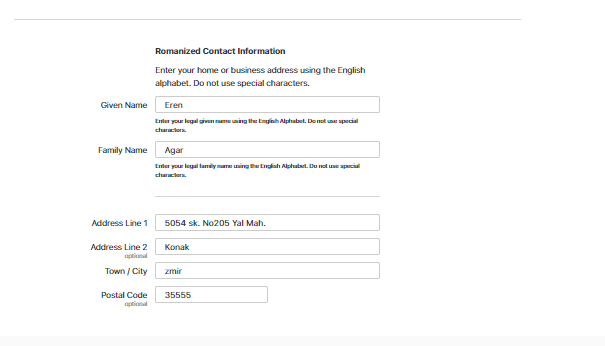 Romanized Contact Information
Enter your home or business address using the English
alphabet. Do not use special characters.
Given Name Eren
Enter your legal given name using the English Alphabet. Do not use special
characters.
Family Name Agar
Enter your legal family name using the English Alphabet. Do not use special
characters.
Address Line 1 5054 sk. No205 Yal Mah.
Address Line 2 Konak
optional
Town / City zmir
Postal Code 35555
optional